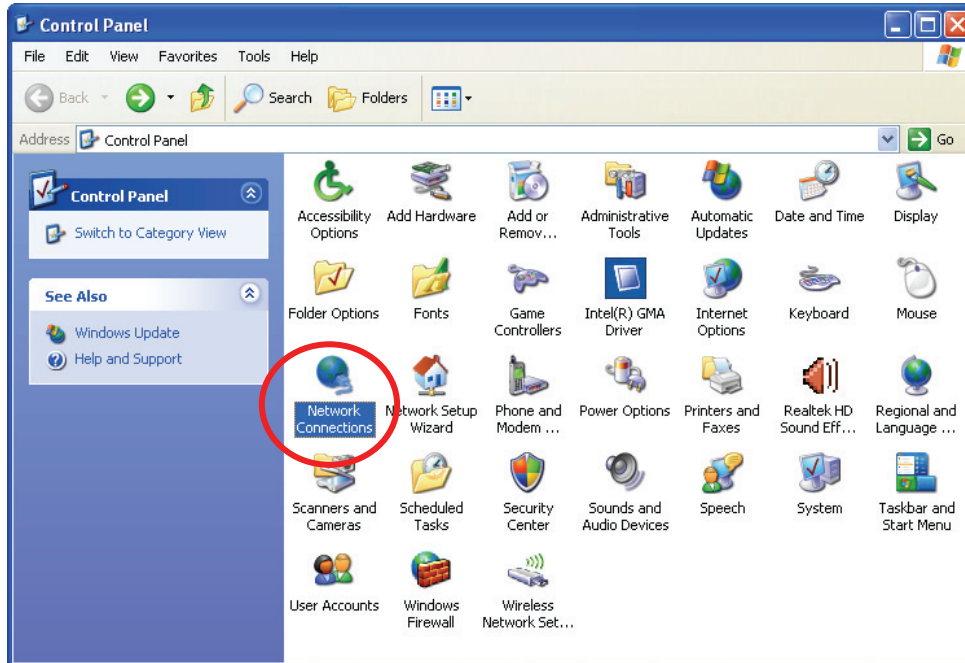 Control Panel
File Edit View Favorites Tools Help
Back Search Folders
Address Control Panel Go
Control Panel
Switch to Category View
See Also
Windows Update
Help and Support
Accessibility Options
Add Hardware
Add or Remov...
Administrative Tools
Automatic Updates
Date and Time
Display
Folder Options
Fonts
Game Controllers
Intel(R) GMA Driver
Internet Options
Keyboard
Mouse
Network Connections
Network Setup Wizard
Phone and Modem ...
Power Options
Printers and Faxes
Realtek HD Sound Eff...
Regional and Language ...
Scanners and Cameras
Scheduled Tasks
Security Center
Sounds and Audio Devices
Speech
System
Taskbar and Start Menu
User Accounts
Windows Firewall
Wireless Network Set...